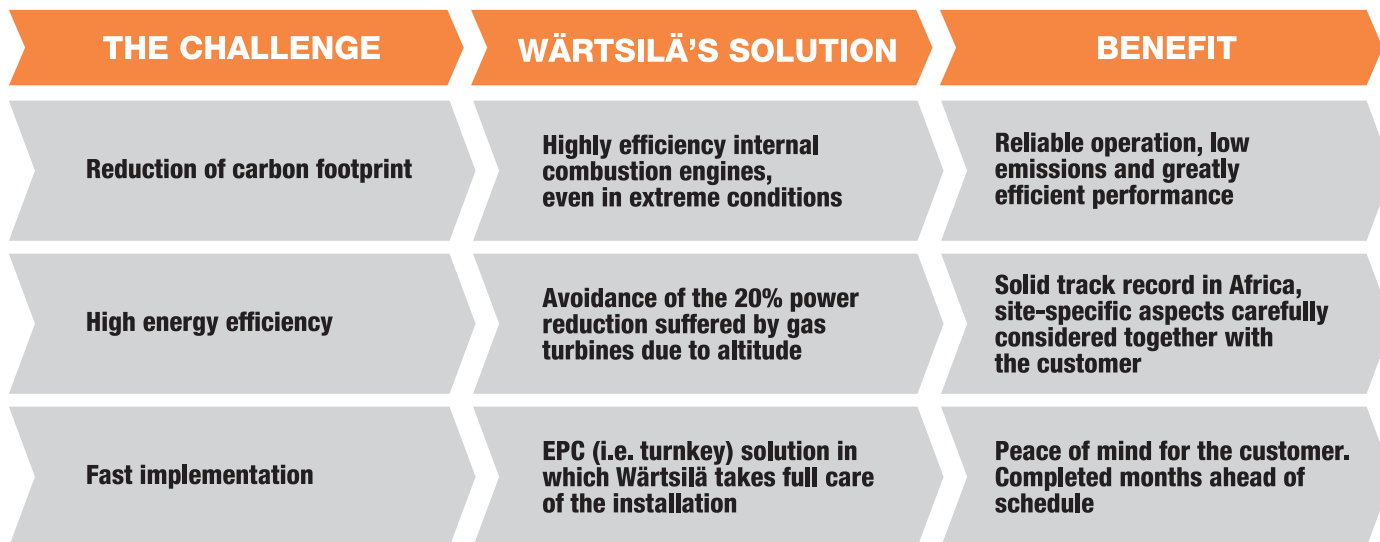 THE CHALLENGE
WÄRTSILÄ'S SOLUTION
BENEFIT
Reduction of carbon footprint
Highly efficiency internal
combustion engines,
even in extreme conditions
Reliable operation, low
emissions and greatly
efficient performance
High energy efficiency
Avoidance of the 20% power
reduction suffered by gas
turbines due to altitude
Solid track record in Africa,
site-specific aspects carefully
considered together with
the customer
Fast implementation
EPC (i.e. turnkey) solution in
which Wärtsilä takes full care
of the installation
Peace of mind for the customer.
Completed months ahead of
schedule